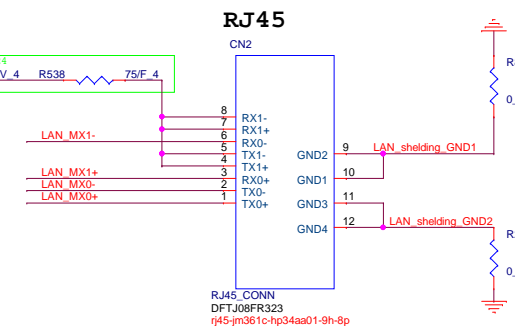 RJ45
CN2
4
V_4 R538 75/F_4
8 RX1-
7 RX1+
LAN_MX1- 6 RX0-
5 TX1-
4 TX1+
LAN_MX1+ 3 RX0+
LAN_MX0- 2 TX0-
LAN_MX0+ 1 TX0+
GND2 9 LAN_shelding_GND1
GND1 10
GND3 11
GND4 12 LAN_shelding_GND2
R
0_
R
0_
RJ45_CONN
DFTJ08FR323
rj45-jm361c-hp34aa01-9h-8p